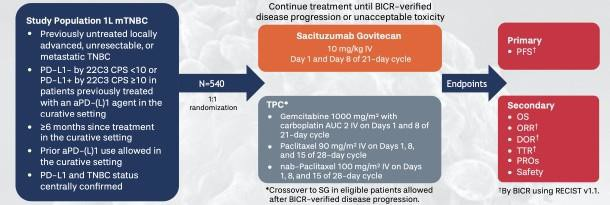 Study Population 1L mTNBC
• Previously untreated locally
advanced, unresectable, or
metastatic TNBC
• PD-L1− by 22C3 CPS <10 or
PD-L1+ by 22C3 CPS ≥10 in
patients previously treated
with an aPD-(L)1 agent in the
curative setting
• ≥6 months since treatment
in the curative setting
• Prior aPD-(L)1 use allowed in
the curative setting
• PD-L1 and TNBC status
centrally confirmed
N=540
1:1
randomization
Continue treatment until BICR-verified
disease progression or unacceptable toxicity
Sacituzumab Govitecan
10 mg/kg IV
Day 1 and Day 8 of 21-day cycle
TPC*
• Gemcitabine 1000 mg/m² with
carboplatin AUC 2 IV on Days 1 and 8 of
21-day cycle
• Paclitaxel 90 mg/m² IV on Days 1, 8,
and 15 of 28-day cycle
• nab-Paclitaxel 100 mg/m² IV on Days
1, 8, and 15 of 28-day cycle
*Crossover to SG in eligible patients allowed
after BICR-verified disease progression.
Endpoints
Primary
• PFS†
Secondary
• OS
• ORR†
• DOR†
• TTR†
• PROs
• Safety
†By BICR using RECIST v1.1.